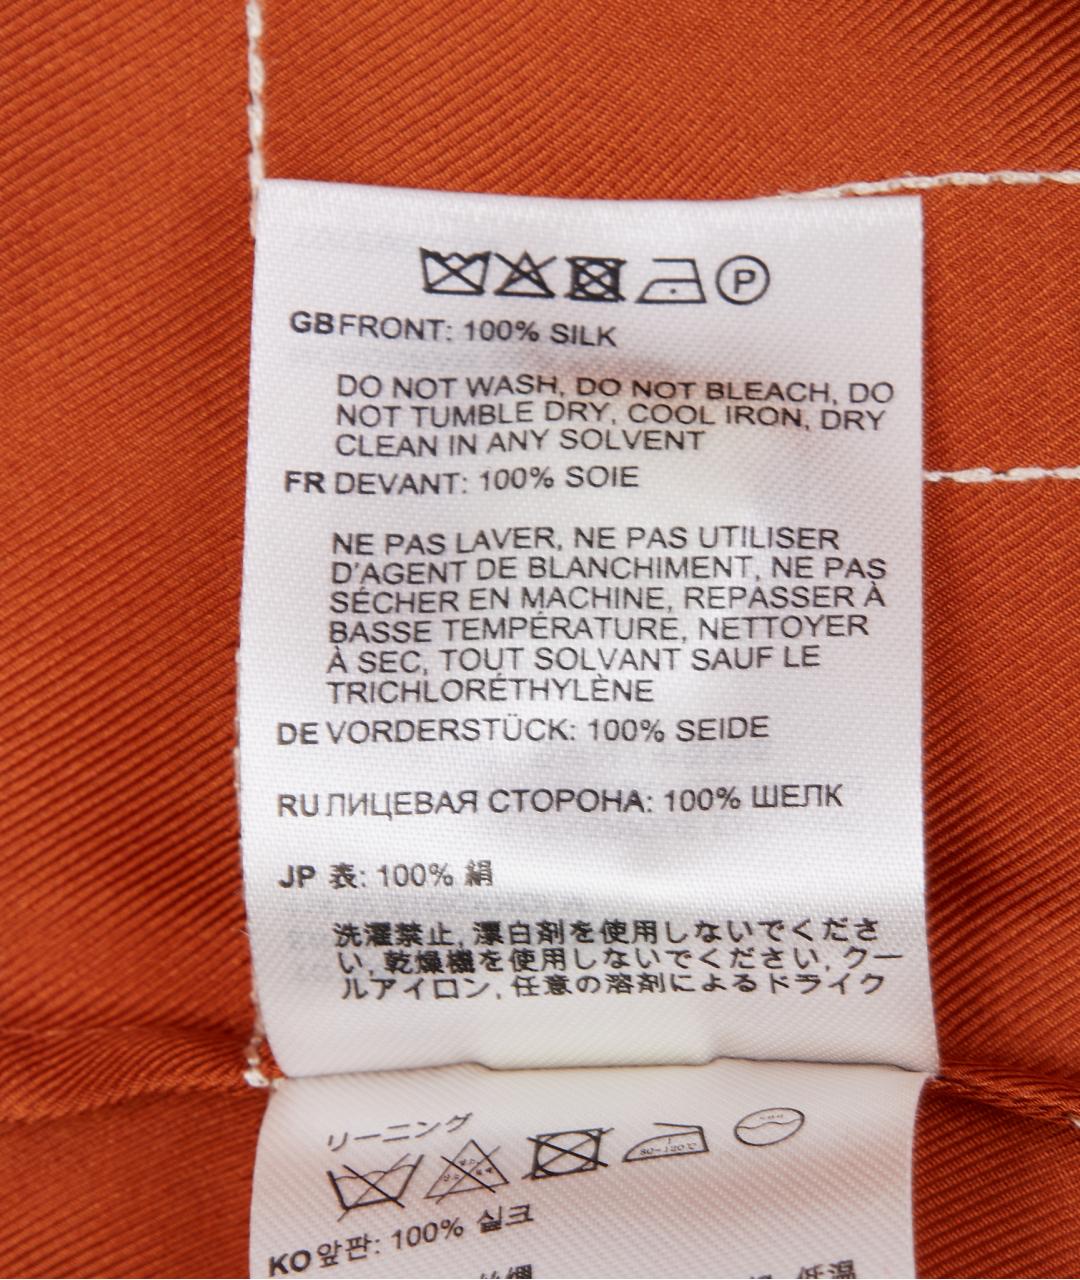 P
GB FRONT: 100% SILK
DO NOT WASH, DO NOT BLEACH, DO
NOT TUMBLE DRY, COOL IRON, DRY
CLEAN IN ANY SOLVENT
FR DEVANT: 100% SOIE
NE PAS LAVER, NE PAS UTILISER
D'AGENT DE BLANCHIMENT, NE PAS
SÉCHER EN MACHINE, REPASSER À
BASSE TEMPÉRATURE, NETTOYER
À SEC, TOUT SOLVANT SAUF LE
TRICHLORÉTHYLÈNE
DE VORDERSTÜCK: 100% SEIDE
RU ЛИЦЕВАЯ СТОРОНА: 100% ШЕЛК
JP 表: 100% 絹
洗濯禁止, 漂白剤を使用しないでくださ
い, 乾燥機を使用しないでください, クー
ルアイロン, 任意の溶剤によるドライク
リーニング
80~120℃
KO 앞판: 100% 실크
低温